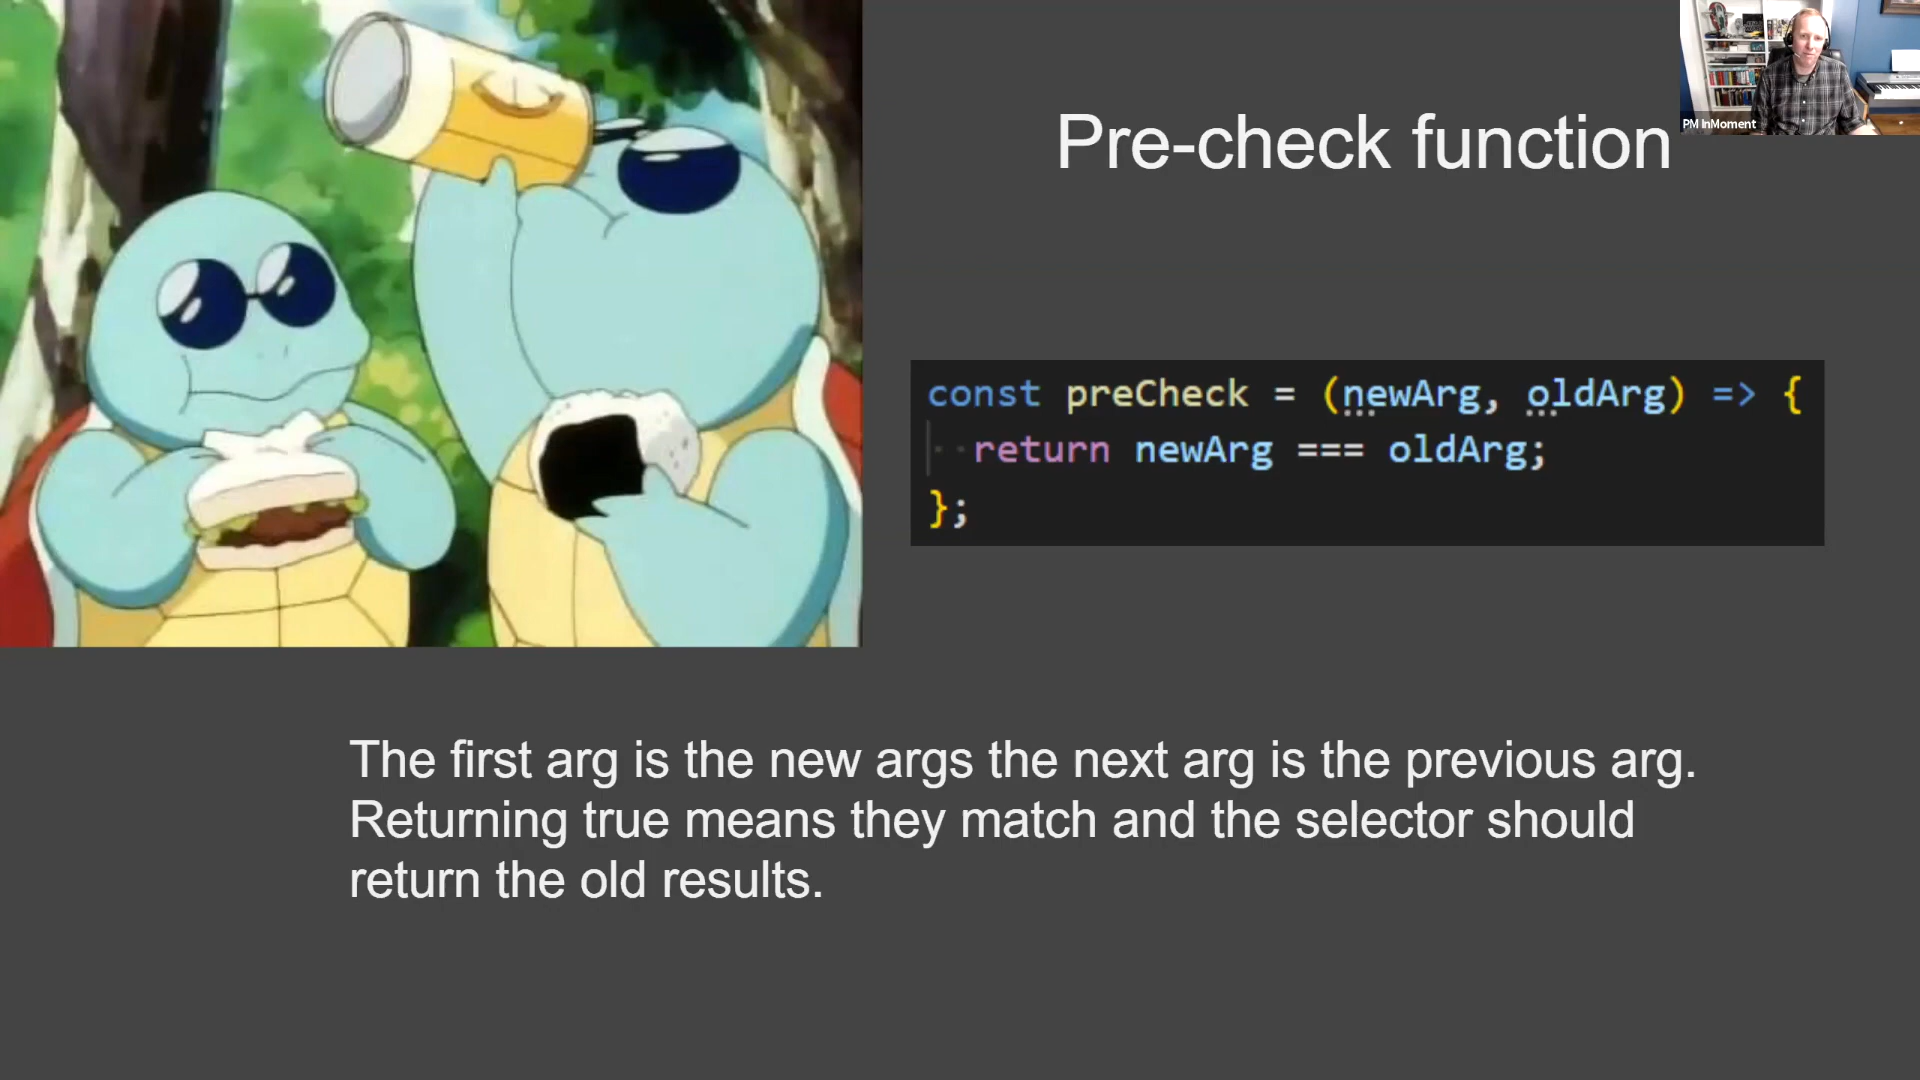 PM InMoment
Pre-check function
const preCheck = (newArg, oldArg) => {
return newArg === oldArg;
};
The first arg is the new args the next arg is the previous arg.
Returning true means they match and the selector should
return the old results.